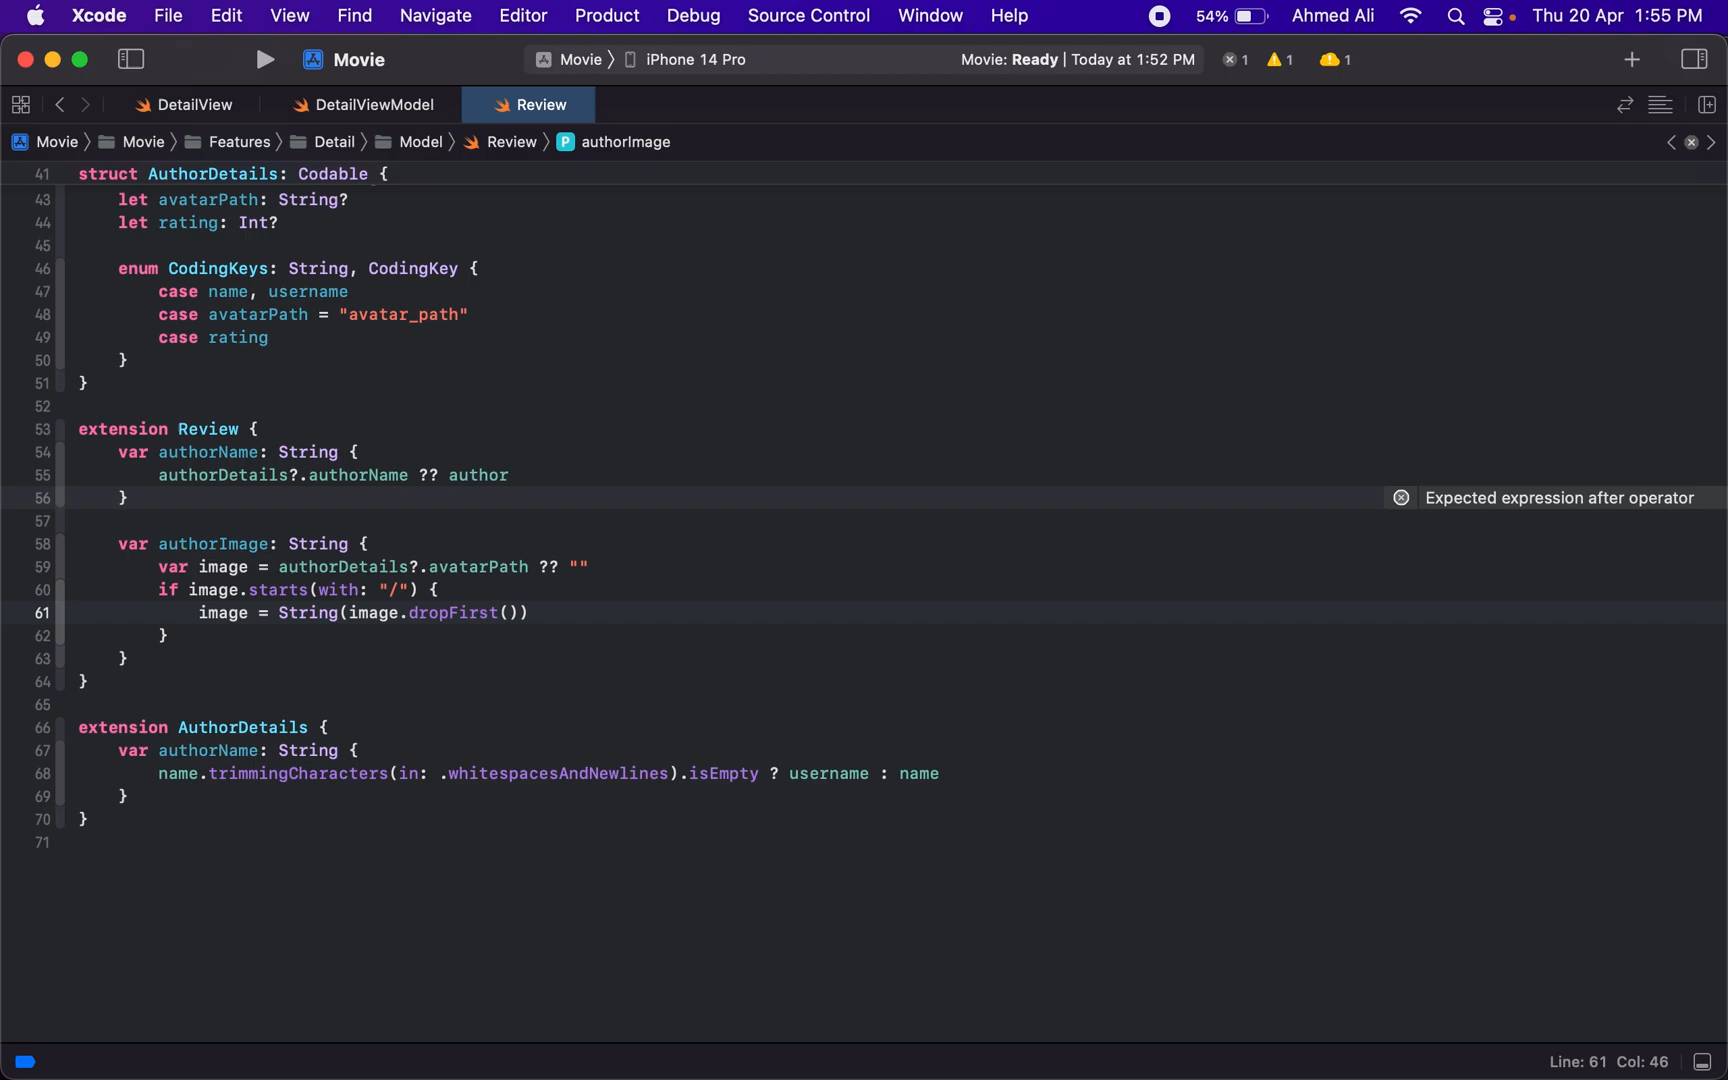 Xcode File Edit View Find Navigate Editor Product Debug Source Control Window Help 54% Ahmed Ali Thu 20 Apr 1:55 PM
Movie Movie 〉 iPhone 14 Pro Movie: Ready | Today at 1:52 PM 1 1 1
DetailView DetailViewModel Review
Movie 〉 Movie 〉 Features 〉 Detail 〉 Model 〉 Review 〉 P authorImage
41 struct AuthorDetails: Codable {
43 let avatarPath: String?
44 let rating: Int?
45
46 enum CodingKeys: String, CodingKey {
47 case name, username
48 case avatarPath = "avatar_path"
49 case rating
50 }
51 }
52
53 extension Review {
54 var authorName: String {
55 authorDetails?.authorName ?? author
56 } Expected expression after operator
57
58 var authorImage: String {
59 var image = authorDetails?.avatarPath ?? ""
60 if image.starts(with: "/") {
61 image = String(image.dropFirst())
62 }
63 }
64 }
65
66 extension AuthorDetails {
67 var authorName: String {
68 name.trimmingCharacters(in: .whitespacesAndNewlines).isEmpty ? username : name
69 }
70 }
71
Line: 61 Col: 46